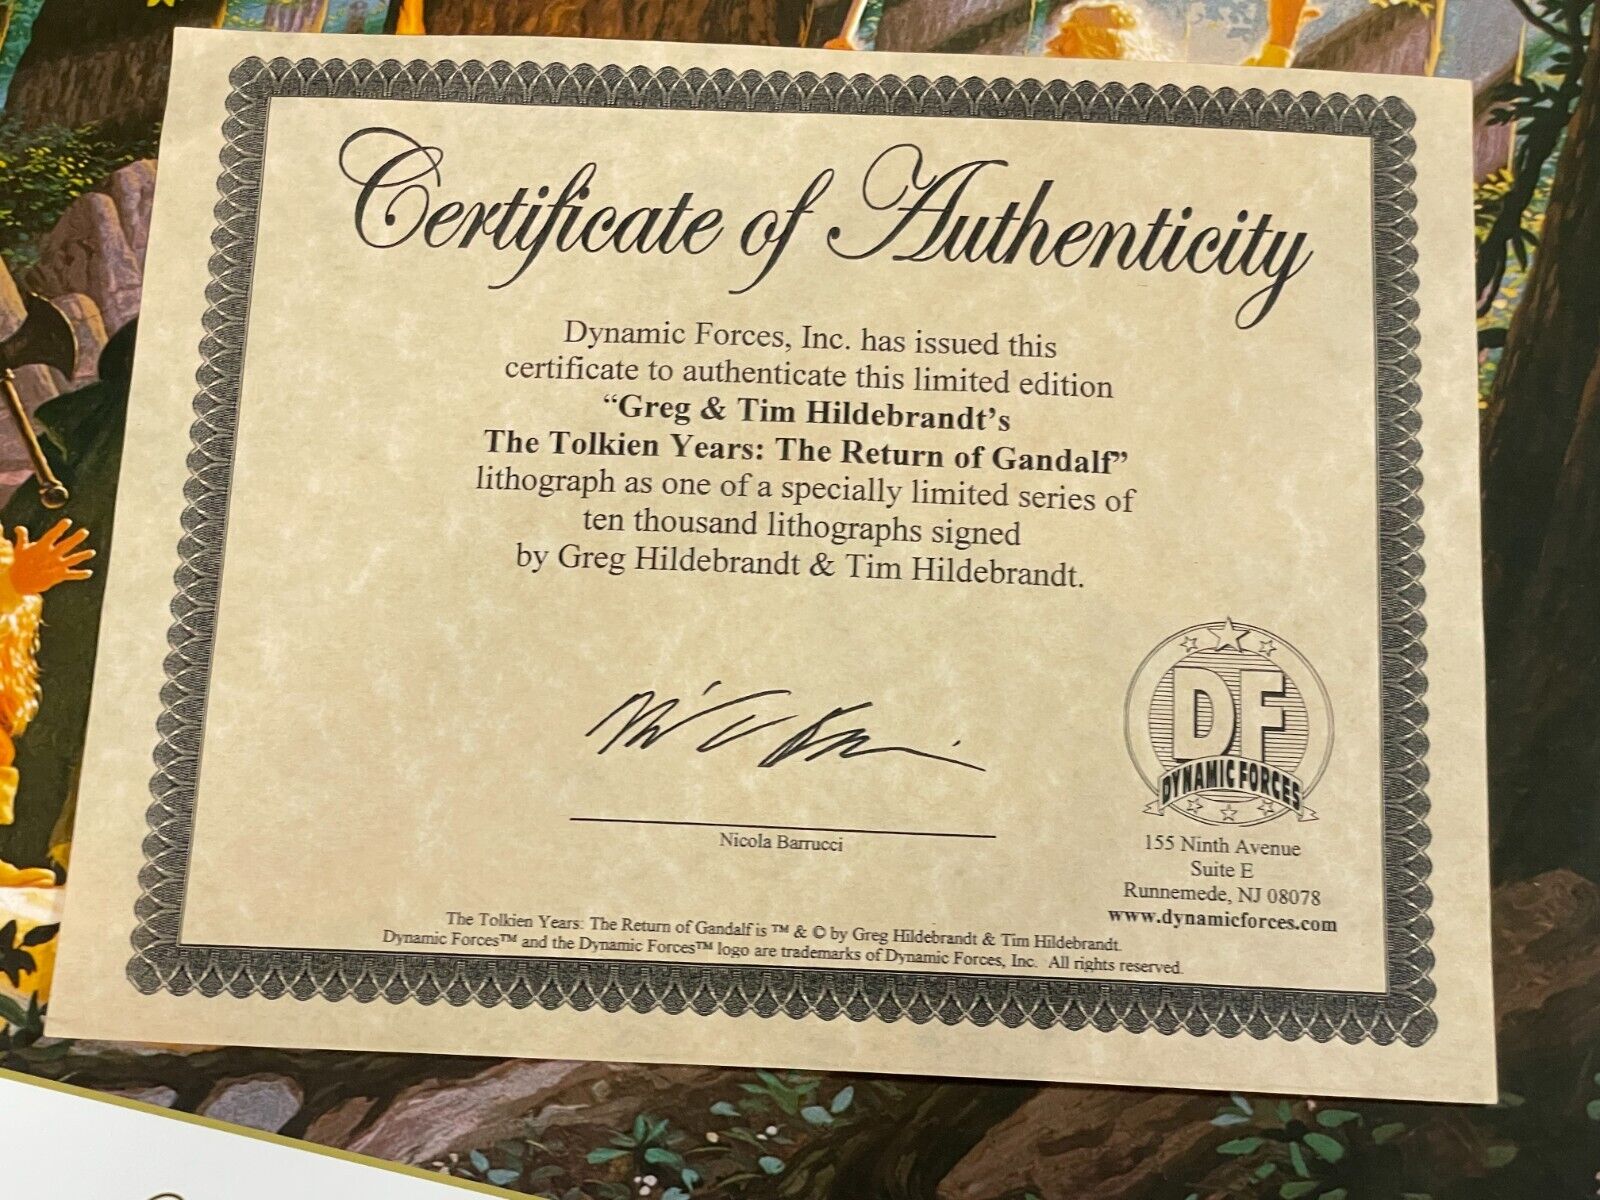 Certificate of Authenticity
Dynamic Forces, Inc. has issued this
certificate to authenticate this limited edition
“Greg & Tim Hildebrandt’s
The Tolkien Years: The Return of Gandalf”
lithograph as one of a specially limited series of
ten thousand lithographs signed
by Greg Hildebrandt & Tim Hildebrandt.
Nicola Barrucci
DF
DYNAMIC FORCES
155 Ninth Avenue
Suite E
Runnemede, NJ 08078
www.dynamicforces.com
The Tolkien Years: The Return of Gandalf is ™ & © by Greg Hildebrandt & Tim Hildebrandt.
Dynamic Forces™ and the Dynamic Forces™ logo are trademarks of Dynamic Forces, Inc. All rights reserved.